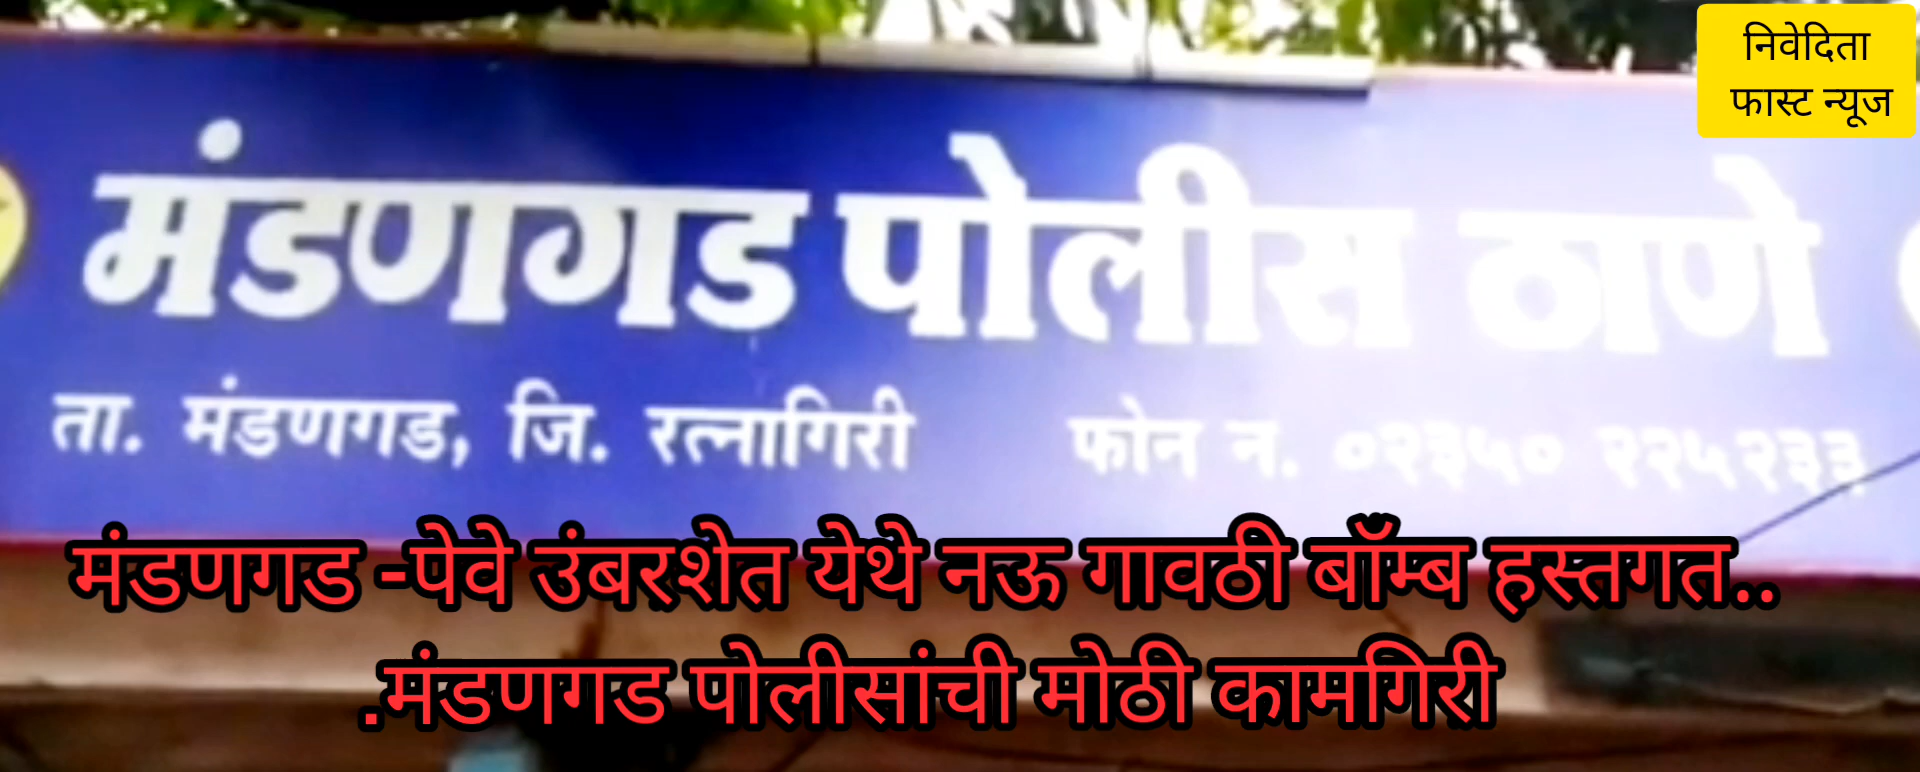 निवेदिता
फास्ट न्यूज
मंडणगड पोलीस ठाणे
ता. मंडणगड, जि. रत्नागिरी फोन न. ०२३५० २२५२३३
मंडणगड -पेवे उंबरशेत येथे नऊ गावठी बॉम्ब हस्तगत..
.मंडणगड पोलीसांची मोठी कामगिरी